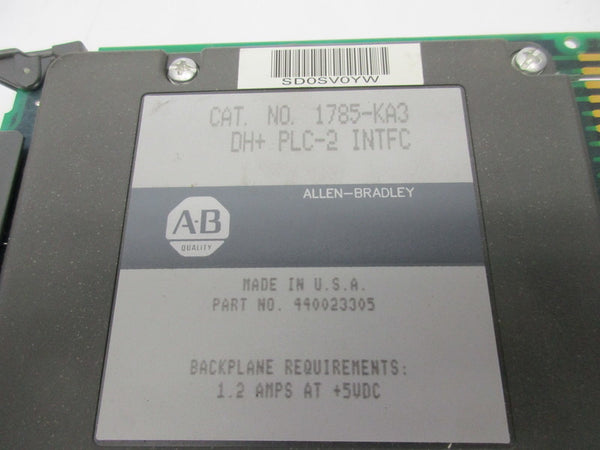 SD0SV0YW
CAT. NO. 1785-KA3
DH+ PLC-2 INTFC
ALLEN-BRADLEY
A-B
QUALITY
MADE IN U.S.A.
PART NO. 440023305
BACKPLANE REQUIREMENTS:
1.2 AMPS AT +5VDC